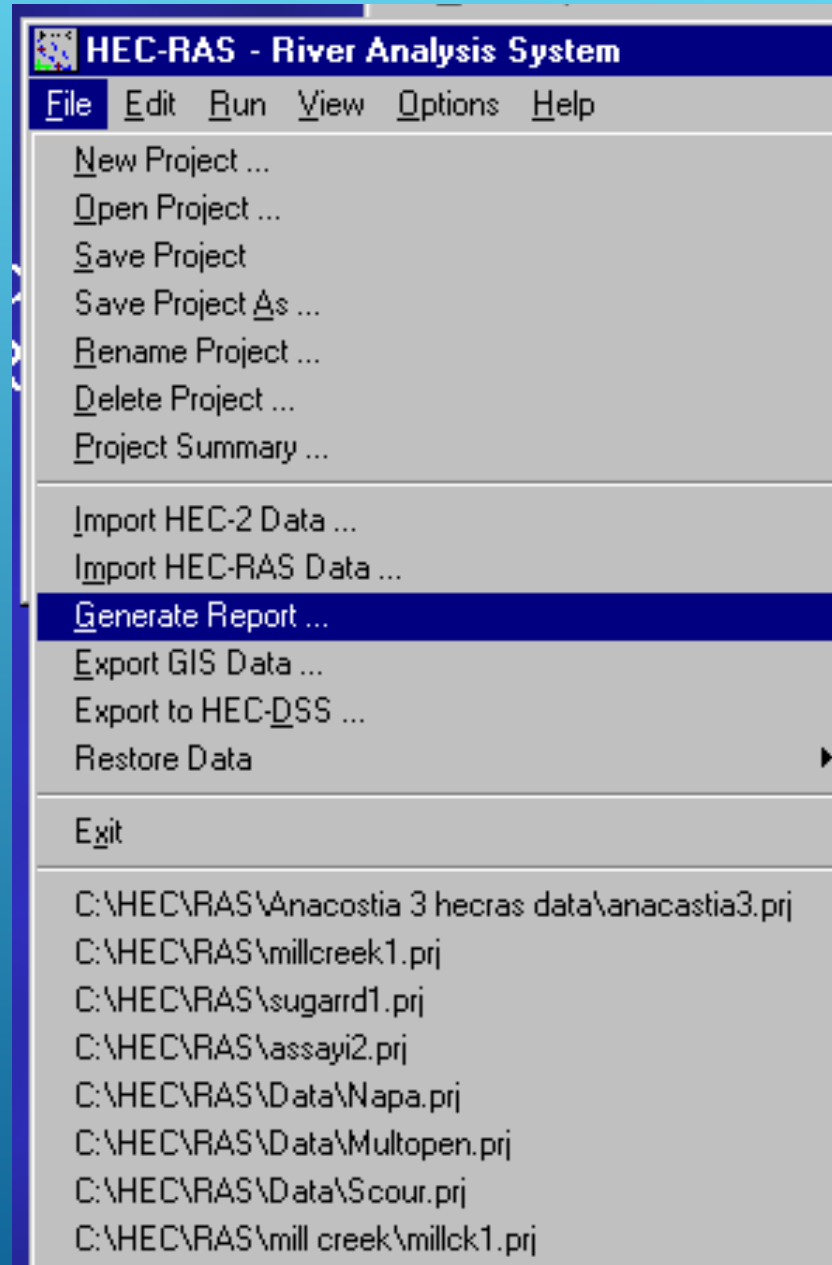 HEC-RAS - River Analysis System
File Edit Run View Options Help
New Project ...
Open Project ...
Save Project
Save Project As ...
Rename Project ...
Delete Project ...
Project Summary ...
Import HEC-2 Data ...
Import HEC-RAS Data ...
Generate Report ...
Export GIS Data ...
Export to HEC-DSS ...
Restore Data
Exit
C:\HEC\RAS\Anacostia 3 hecras data\anacastia3.prj
C:\HEC\RAS\millcreek1.prj
C:\HEC\RAS\sugarrd1.prj
C:\HEC\RAS\assayi2.prj
C:\HEC\RAS\Data\Napa.prj
C:\HEC\RAS\Data\Multopen.prj
C:\HEC\RAS\Data\Scour.prj
C:\HEC\RAS\mill creek\millck1.prj